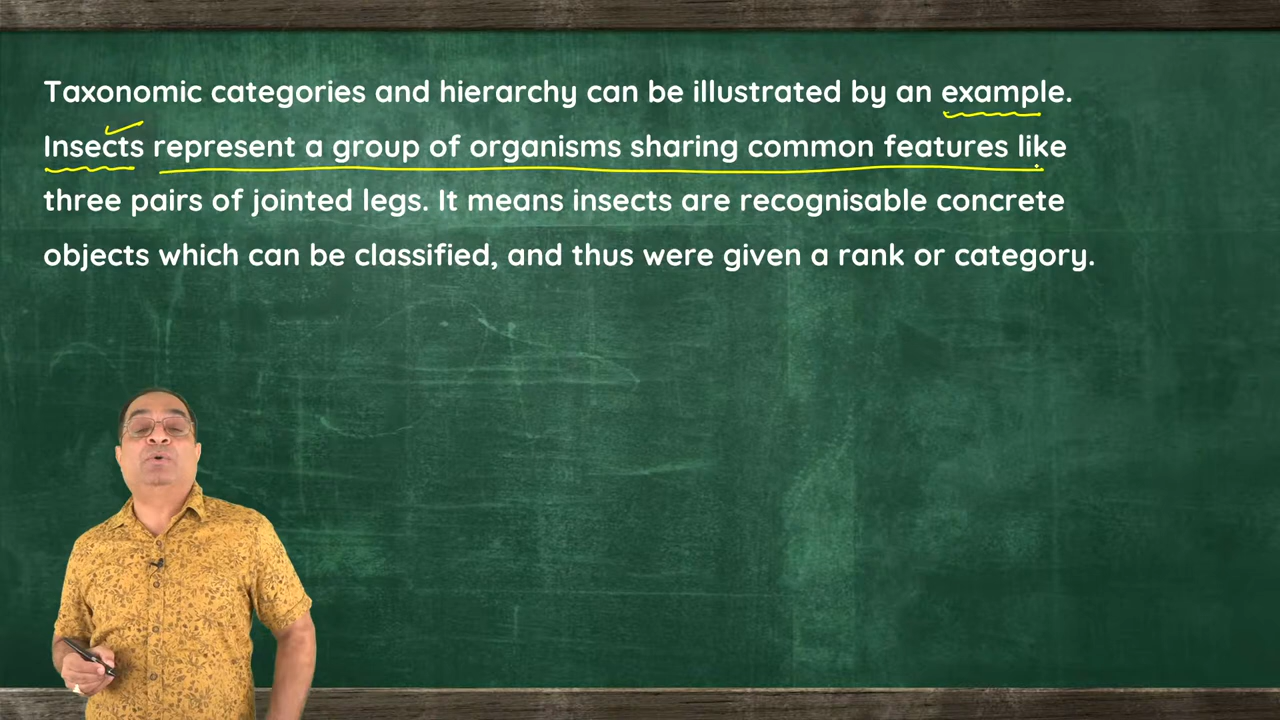 Taxonomic categories and hierarchy can be illustrated by an example.
Insects represent a group of organisms sharing common features like
three pairs of jointed legs. It means insects are recognisable concrete
objects which can be classified, and thus were given a rank or category.